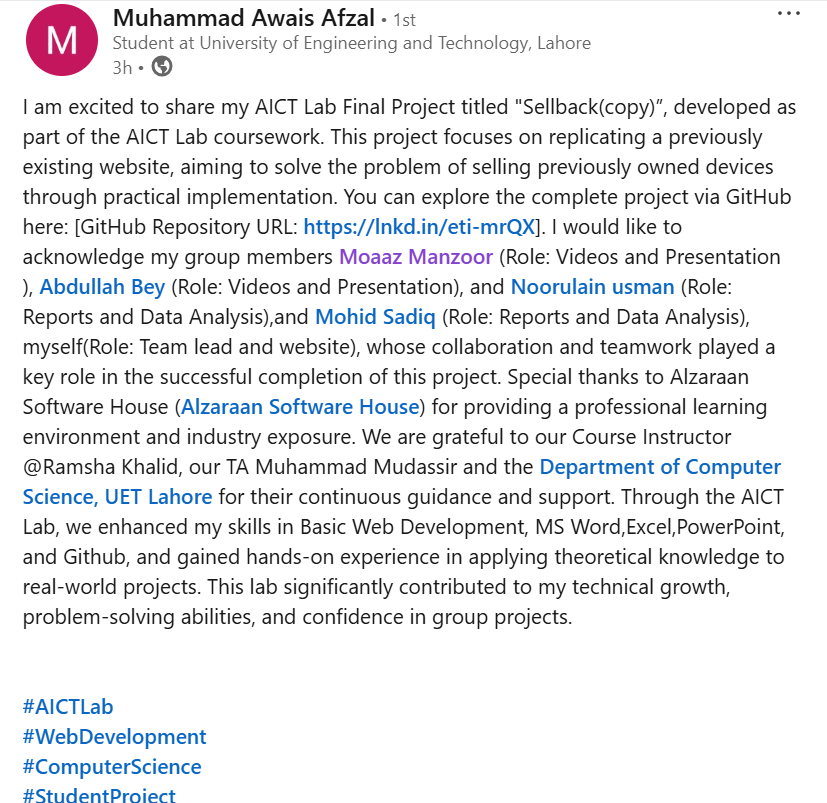 M
Muhammad Awais Afzal • 1st
Student at University of Engineering and Technology, Lahore
3h •
I am excited to share my AICT Lab Final Project titled "Sellback(copy)”, developed as
part of the AICT Lab coursework. This project focuses on replicating a previously
existing website, aiming to solve the problem of selling previously owned devices
through practical implementation. You can explore the complete project via GitHub
here: [GitHub Repository URL: https://lnkd.in/eti-mrQX]. I would like to
acknowledge my group members Moaaz Manzoor (Role: Videos and Presentation
), Abdullah Bey (Role: Videos and Presentation), and Noorulain usman (Role:
Reports and Data Analysis),and Mohid Sadiq (Role: Reports and Data Analysis),
myself(Role: Team lead and website), whose collaboration and teamwork played a
key role in the successful completion of this project. Special thanks to Alzaraan
Software House (Alzaraan Software House) for providing a professional learning
environment and industry exposure. We are grateful to our Course Instructor
@Ramsha Khalid, our TA Muhammad Mudassir and the Department of Computer
Science, UET Lahore for their continuous guidance and support. Through the AICT
Lab, we enhanced my skills in Basic Web Development, MS Word,Excel,PowerPoint,
and Github, and gained hands-on experience in applying theoretical knowledge to
real-world projects. This lab significantly contributed to my technical growth,
problem-solving abilities, and confidence in group projects.
#AICTLab
#WebDevelopment
#ComputerScience
#StudentProject